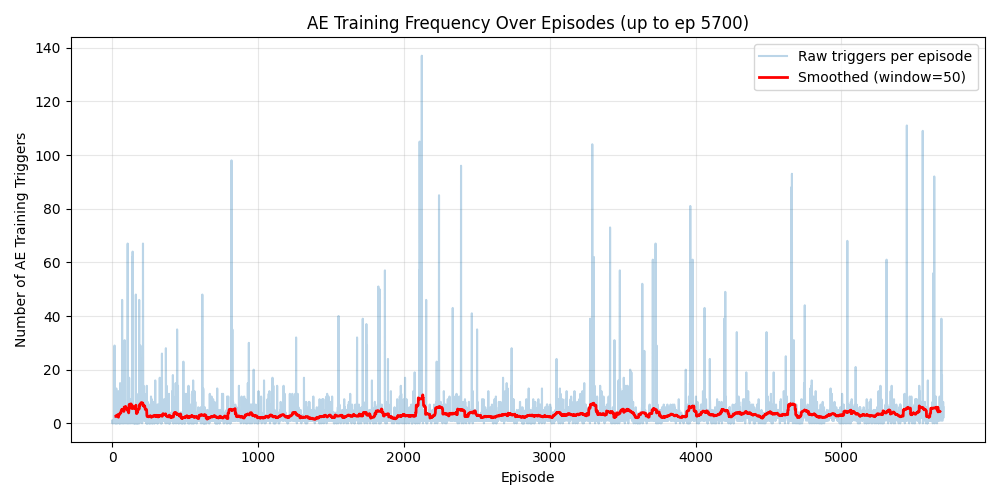 AE Training Frequency Over Episodes (up to ep 5700)
Raw triggers per episode
Smoothed (window=50)
Number of AE Training Triggers
140
120
100
80
60
40
20
0
0 1000 2000 3000 4000 5000
Episode